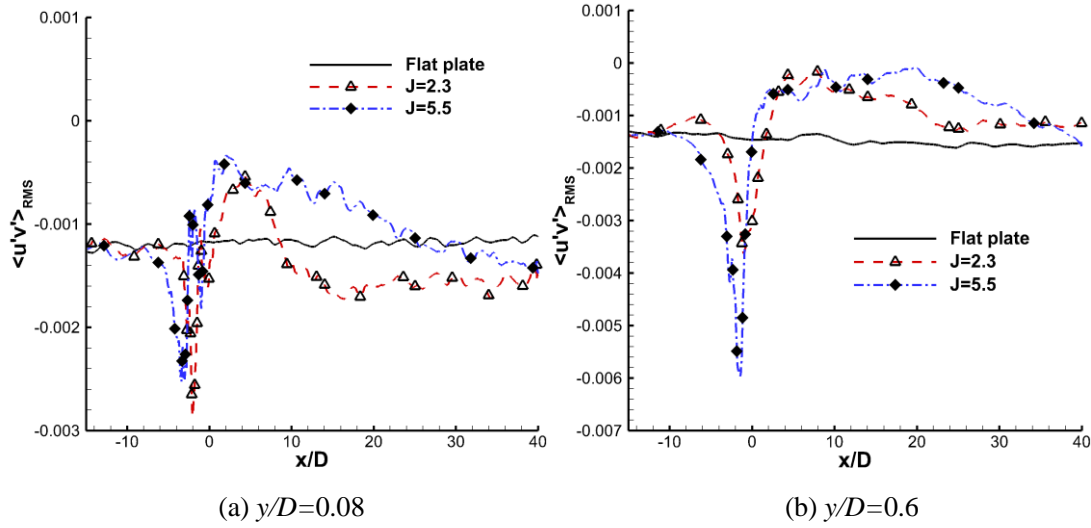 0.001
0
-0.001
-0.002
-0.003
<u'v'>RMS
Flat plate
J=2.3
J=5.5
-10 0 10 20 30 40
x/D
(a) y/D=0.08
0.001
0
-0.001
-0.002
-0.003
-0.004
-0.005
-0.006
-0.007
<u'v'>RMS
Flat plate
J=2.3
J=5.5
-10 0 10 20 30 40
x/D
(b) y/D=0.6